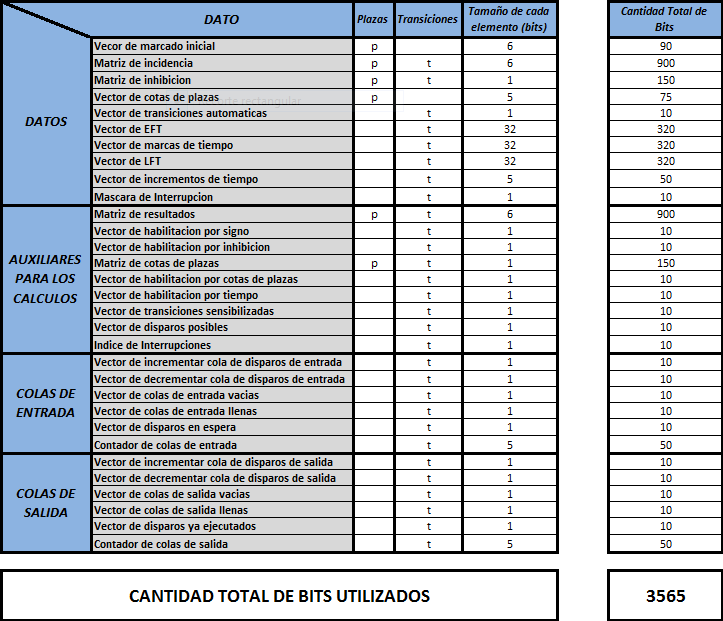 DATO Plazas Transiciones Tamaño de cada elemento (bits) Cantidad Total de Bits
DATOS
Vecor de marcado inicial p 6 90
Matriz de incidencia p t 6 900
Matriz de inhibicion p t 1 150
Vector de cotas de plazas p 5 75
Vector de transiciones automaticas t 1 10
Vector de EFT t 32 320
Vector de marcas de tiempo t 32 320
Vector de LFT t 32 320
Vector de incrementos de tiempo t 5 50
Mascara de Interrupcion t 1 10
AUXILIARES PARA LOS CALCULOS
Matriz de resultados p t 6 900
Vector de habilitacion por signo t 1 10
Vector de habilitacion por inhibicion t 1 10
Matriz de cotas de plazas p t 1 150
Vector de habilitacion por cotas de plazas t 1 10
Vector de habilitacion por tiempo t 1 10
Vector de transiciones sensibilizadas t 1 10
Vector de disparos posibles t 1 10
Indice de Interrupciones t 1 10
COLAS DE ENTRADA
Vector de incrementar cola de disparos de entrada t 1 10
Vector de decrementar cola de disparos de entrada t 1 10
Vector de colas de entrada vacias t 1 10
Vector de colas de entrada llenas t 1 10
Vector de disparos en espera t 1 10
Contador de colas de entrada t 5 50
COLAS DE SALIDA
Vector de incrementar cola de disparos de salida t 1 10
Vector de decrementar cola de disparos de salida t 1 10
Vector de colas de salida vacias t 1 10
Vector de colas de salida llenas t 1 10
Vector de disparos ya ejecutados t 1 10
Contador de colas de salida t 5 50
CANTIDAD TOTAL DE BITS UTILIZADOS 3565